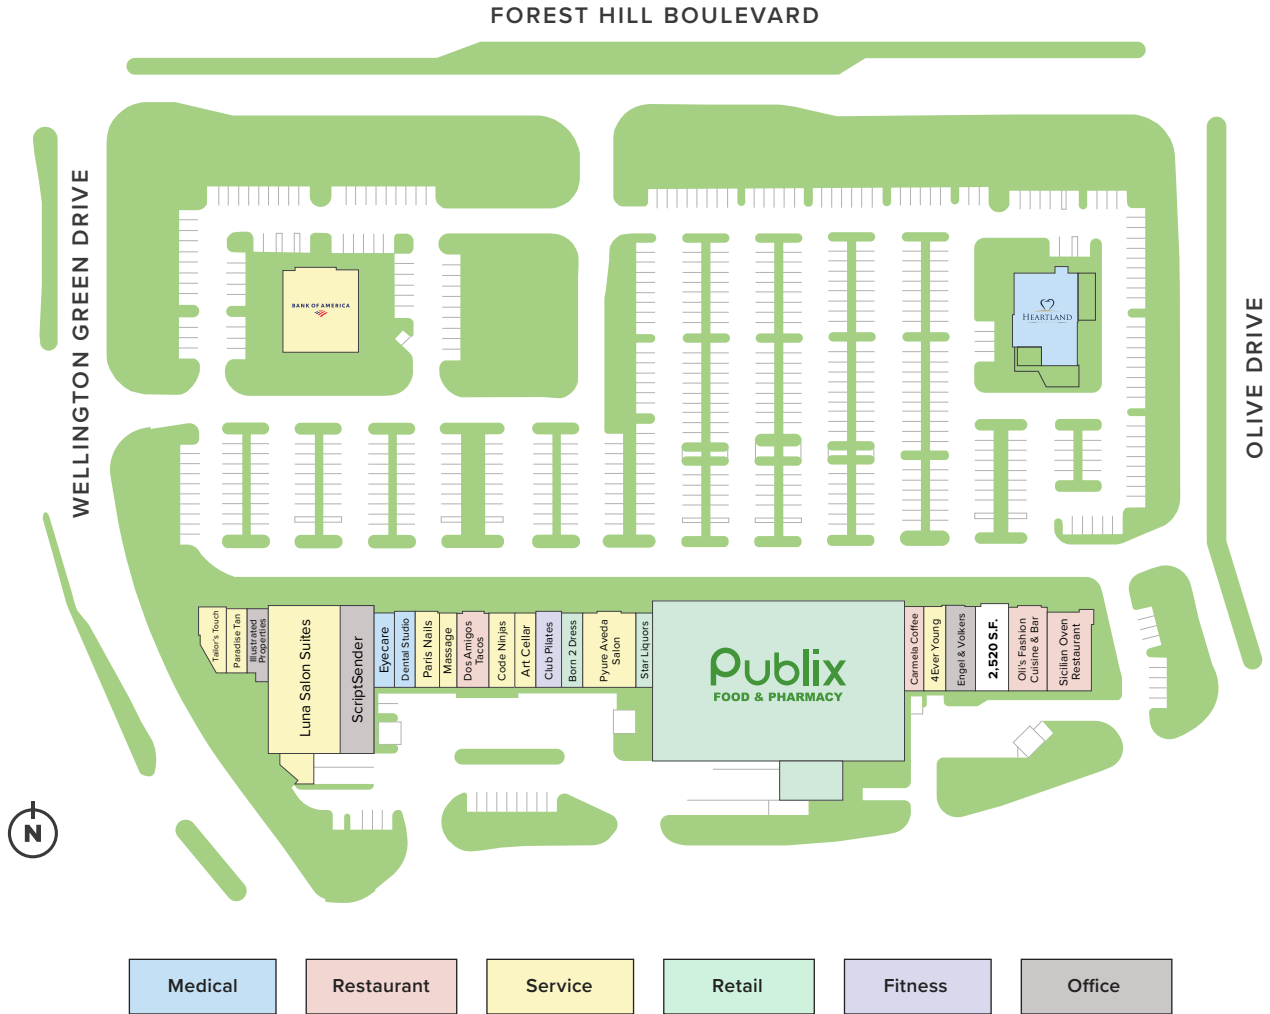 FOREST HILL BOULEVARD
WELLINGTON GREEN DRIVE
OLIVE DRIVE
BANK OF AMERICA
HEARTLAND
Tailor's Touch
Paradise Tan
Illustrated
Properties
Luna Salon Suites
ScriptSender
Eyecare
Dental Studio
Paris Nails
Massage
Dos Amigos
Tacos
Code Ninjas
Art Cellar
Club Pilates
Born 2 Dress
Pyure Aveda
Salon
Star Liquors
Publix
FOOD & PHARMACY
Carmela Coffee
4Ever Young
Engel & Volkers
2,520 S.F.
Oli's Fashion
Cuisine & Bar
Sicilian Oven
Restaurant
N
Medical
Restaurant
Service
Retail
Fitness
Office